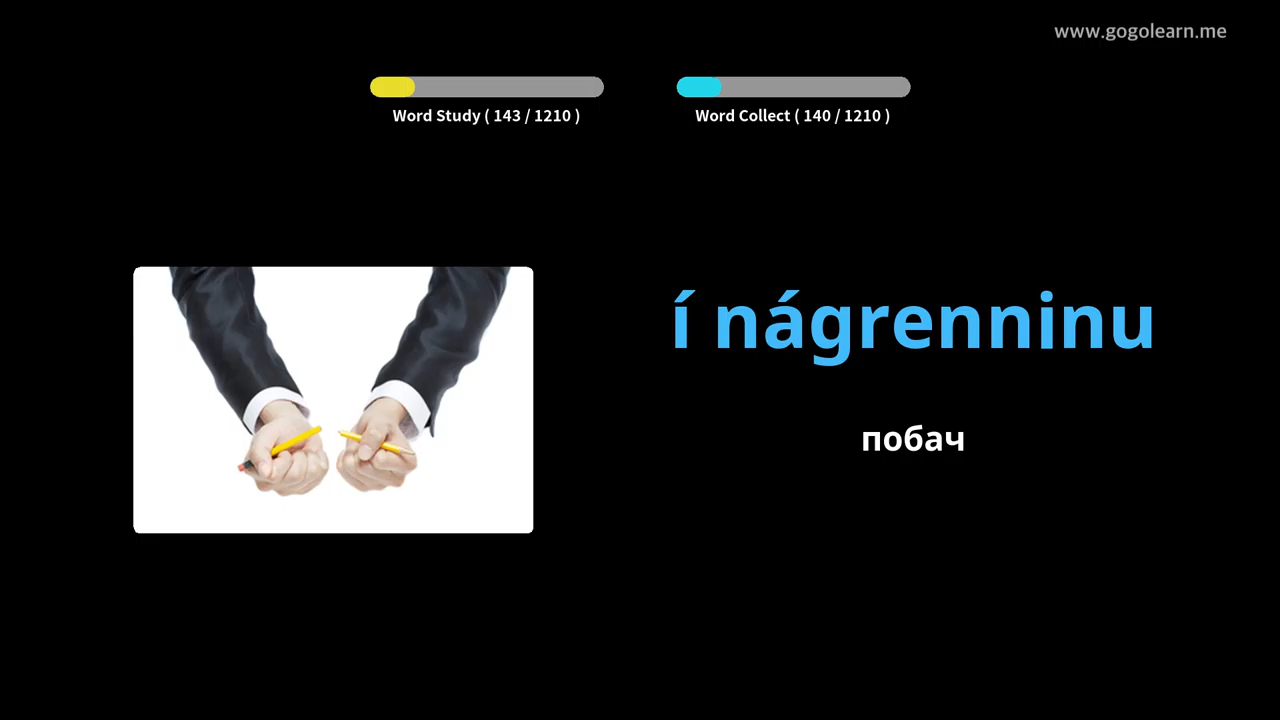 www.gogolearn.me
Word Study ( 143 / 1210 )
Word Collect ( 140 / 1210 )
í nágrenninu
побач